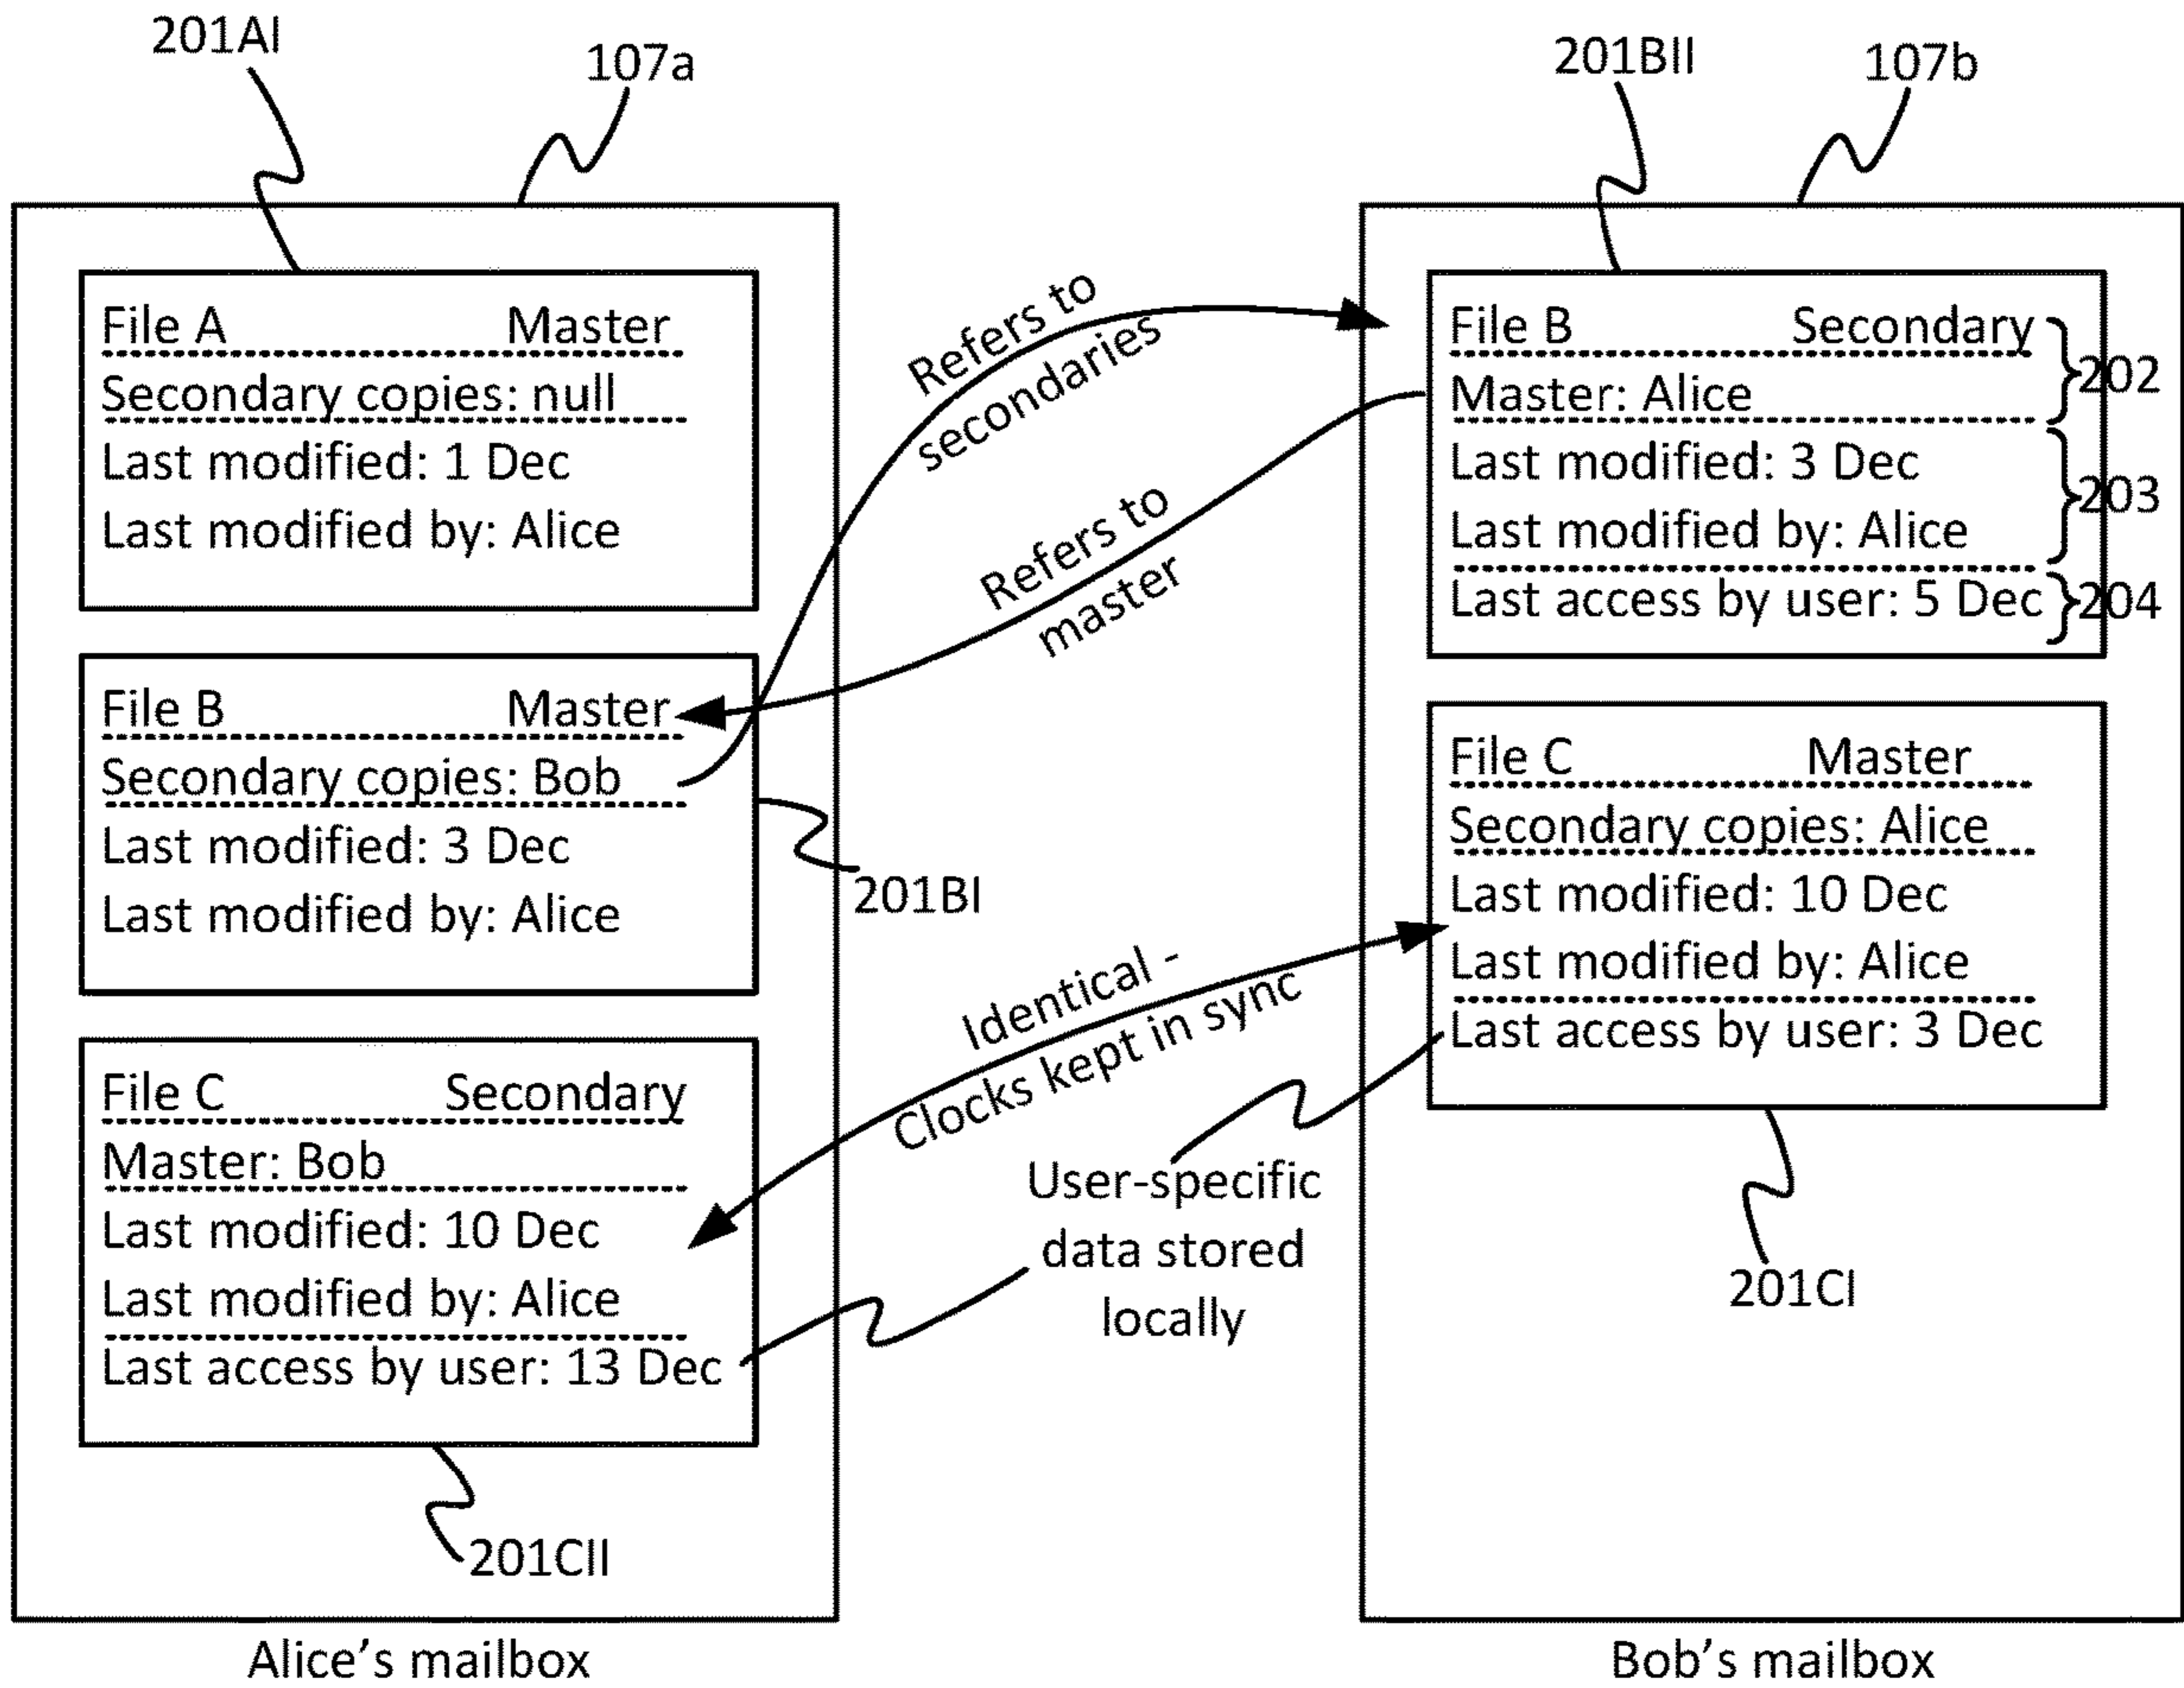 201AI
107a
201BII
107b
File A Master
Secondary copies: null
Last modified: 1 Dec
Last modified by: Alice
File B Master
Secondary copies: Bob
Last modified: 3 Dec
Last modified by: Alice
201BI
File C Secondary
Master: Bob
Last modified: 10 Dec
Last modified by: Alice
Last access by user: 13 Dec
201CII
Alice's mailbox
Refers to
secondaries
Refers to
master
Identical -
Clocks kept in sync
User-specific
data stored
locally
File B Secondary
Master: Alice
202
Last modified: 3 Dec
Last modified by: Alice
203
Last access by user: 5 Dec
204
File C Master
Secondary copies: Alice
Last modified: 10 Dec
Last modified by: Alice
Last access by user: 3 Dec
201CI
Bob's mailbox